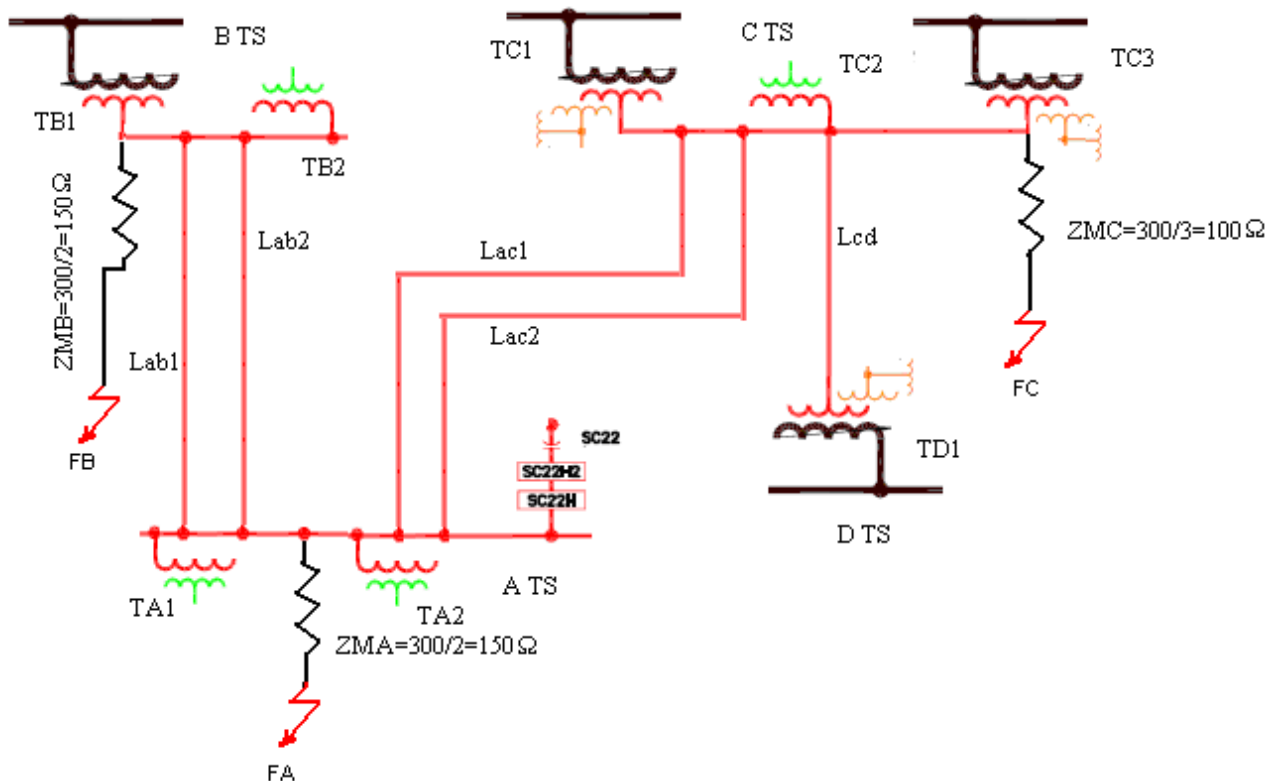 B TS
TB1
TB2
ZMB=300/2=150Ω
Lab2
Lab1
FB
TC1
C TS
TC2
TC3
Lac1
Lac2
Lcd
ZMC=300/3=100Ω
FC
SC22
SC22H2
SC22H
TD1
D TS
TA1
TA2
A TS
ZMA=300/2=150Ω
FA